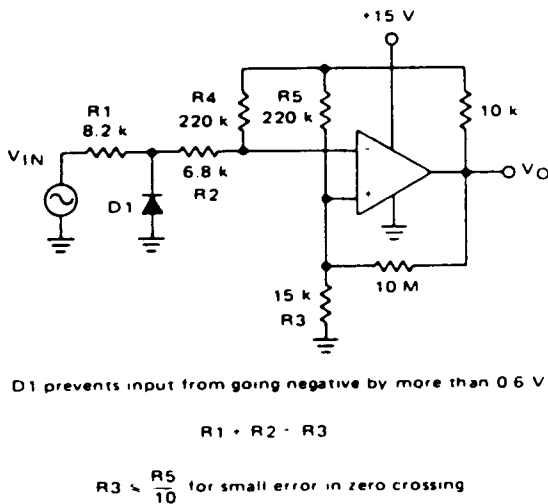 +15 V
R4
220 k
R5
220 k
10 k
R1
8.2 k
VIN
6.8 k
R2
D1
-
+
VO
10 M
15 k
R3
D1 prevents input from going negative by more than 0 6 V
R1 + R2 - R3
R3 ≤ R5/10 for small error in zero crossing